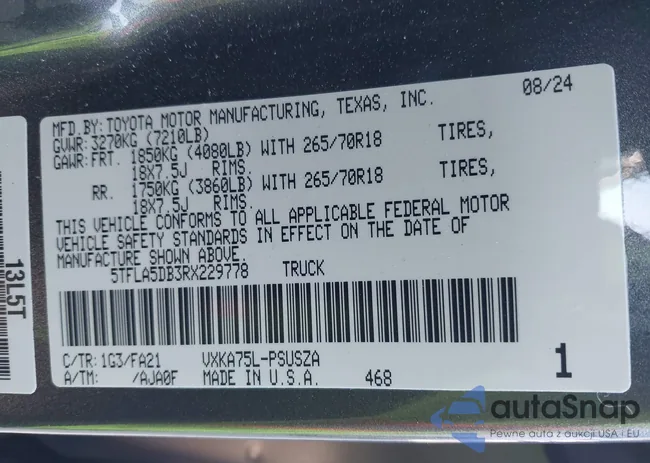 MFD.BY: TOYOTA MOTOR MANUFACTURING, TEXAS, INC. 08/24
GVWR: 3270KG (7210LB)
GAWR: FRT. 1850KG (4080LB) WITH 265/70R18 TIRES,
18X7.5J RIMS.
RR. 1750KG (3860LB) WITH 265/70R18 TIRES,
18X7.5J RIMS.
THIS VEHICLE CONFORMS TO ALL APPLICABLE FEDERAL MOTOR
VEHICLE SAFETY STANDARDS IN EFFECT ON THE DATE OF
MANUFACTURE SHOWN ABOVE.
5TFLA5DB3RX229778 TRUCK
C/TR: 1G3/FA21 VXKA75L-PSUSZA
A/TM: /AJA0F MADE IN U.S.A. 468
1
13L5T
autaSnap
Pewne auta z aukcji USA i EU